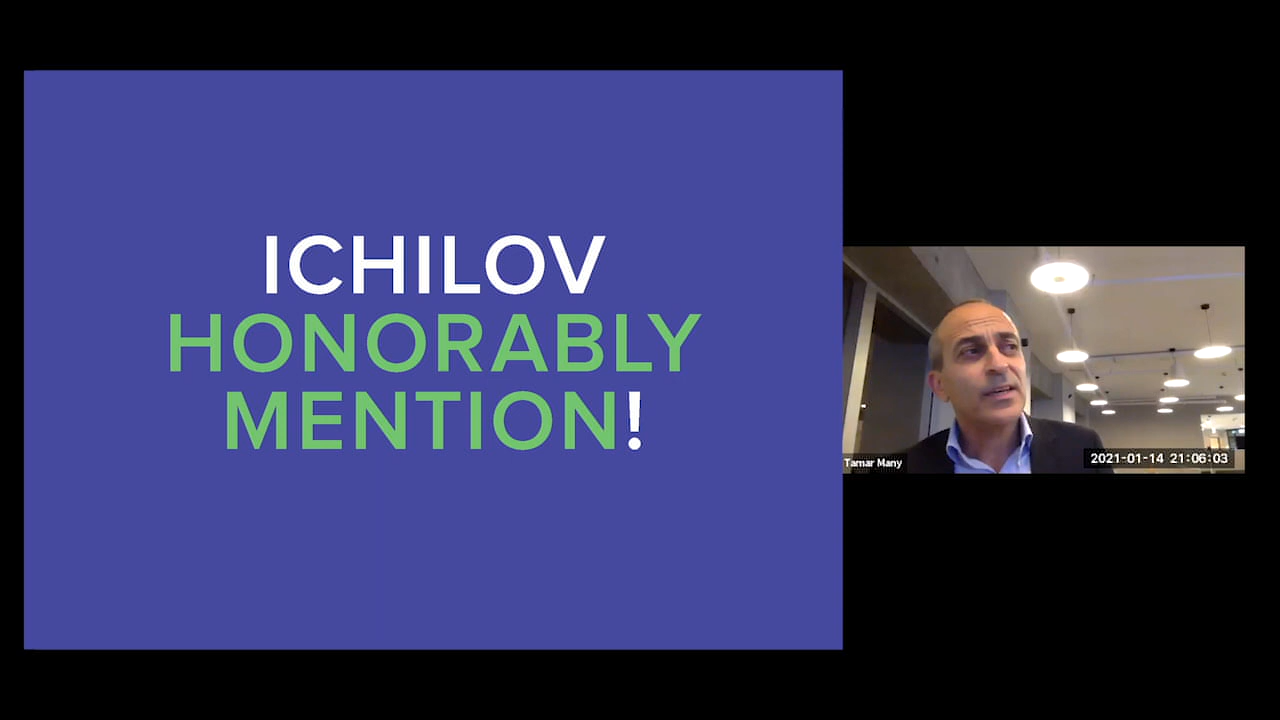 ICHILOV
HONORABLY
MENTION!
Tamar Many
2021-01-14 21:06:03